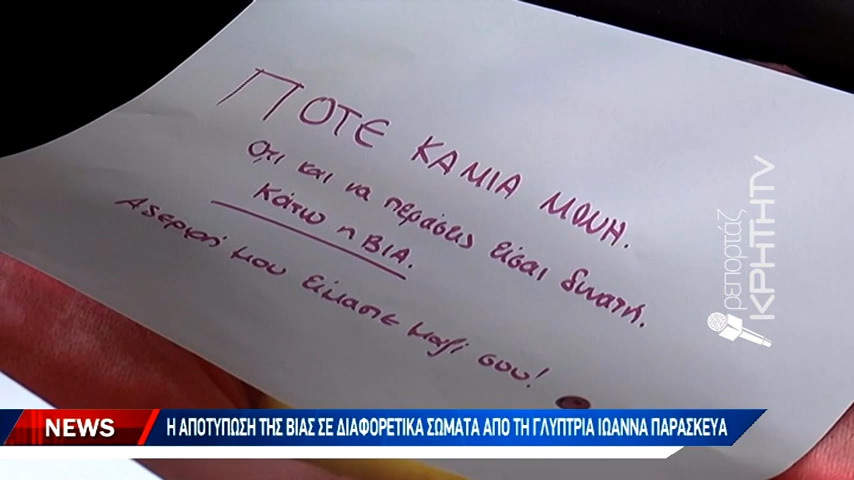 ΠΟΤΕ ΚΑΜΙΑ ΜΟΝΗ.
Ότι και να περάσεις είσαι δυνατή.
Κάτω η ΒΙΑ.
Αδερφή μου είμαστε μαζί σου!
ρεπορτάζ
ΚΡΗΤΗTV
NEWS
Η ΑΠΟΤΥΠΩΣΗ ΤΗΣ ΒΙΑΣ ΣΕ ΔΙΑΦΟΡΕΤΙΚΑ ΣΩΜΑΤΑ ΑΠΟ ΤΗ ΓΛΥΠΤΡΙΑ ΙΩΑΝΝΑ ΠΑΡΑΣΚΕΥΑ